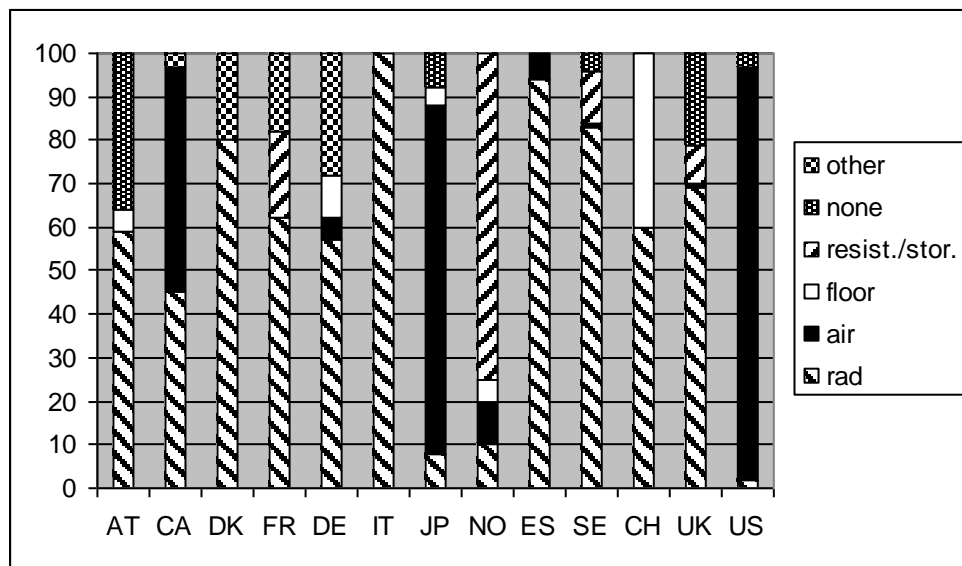 100
90
80
70
60
50
40
30
20
10
0
AT CA DK FR DE IT JP NO ES SE CH UK US
other
none
resist./stor.
floor
air
rad